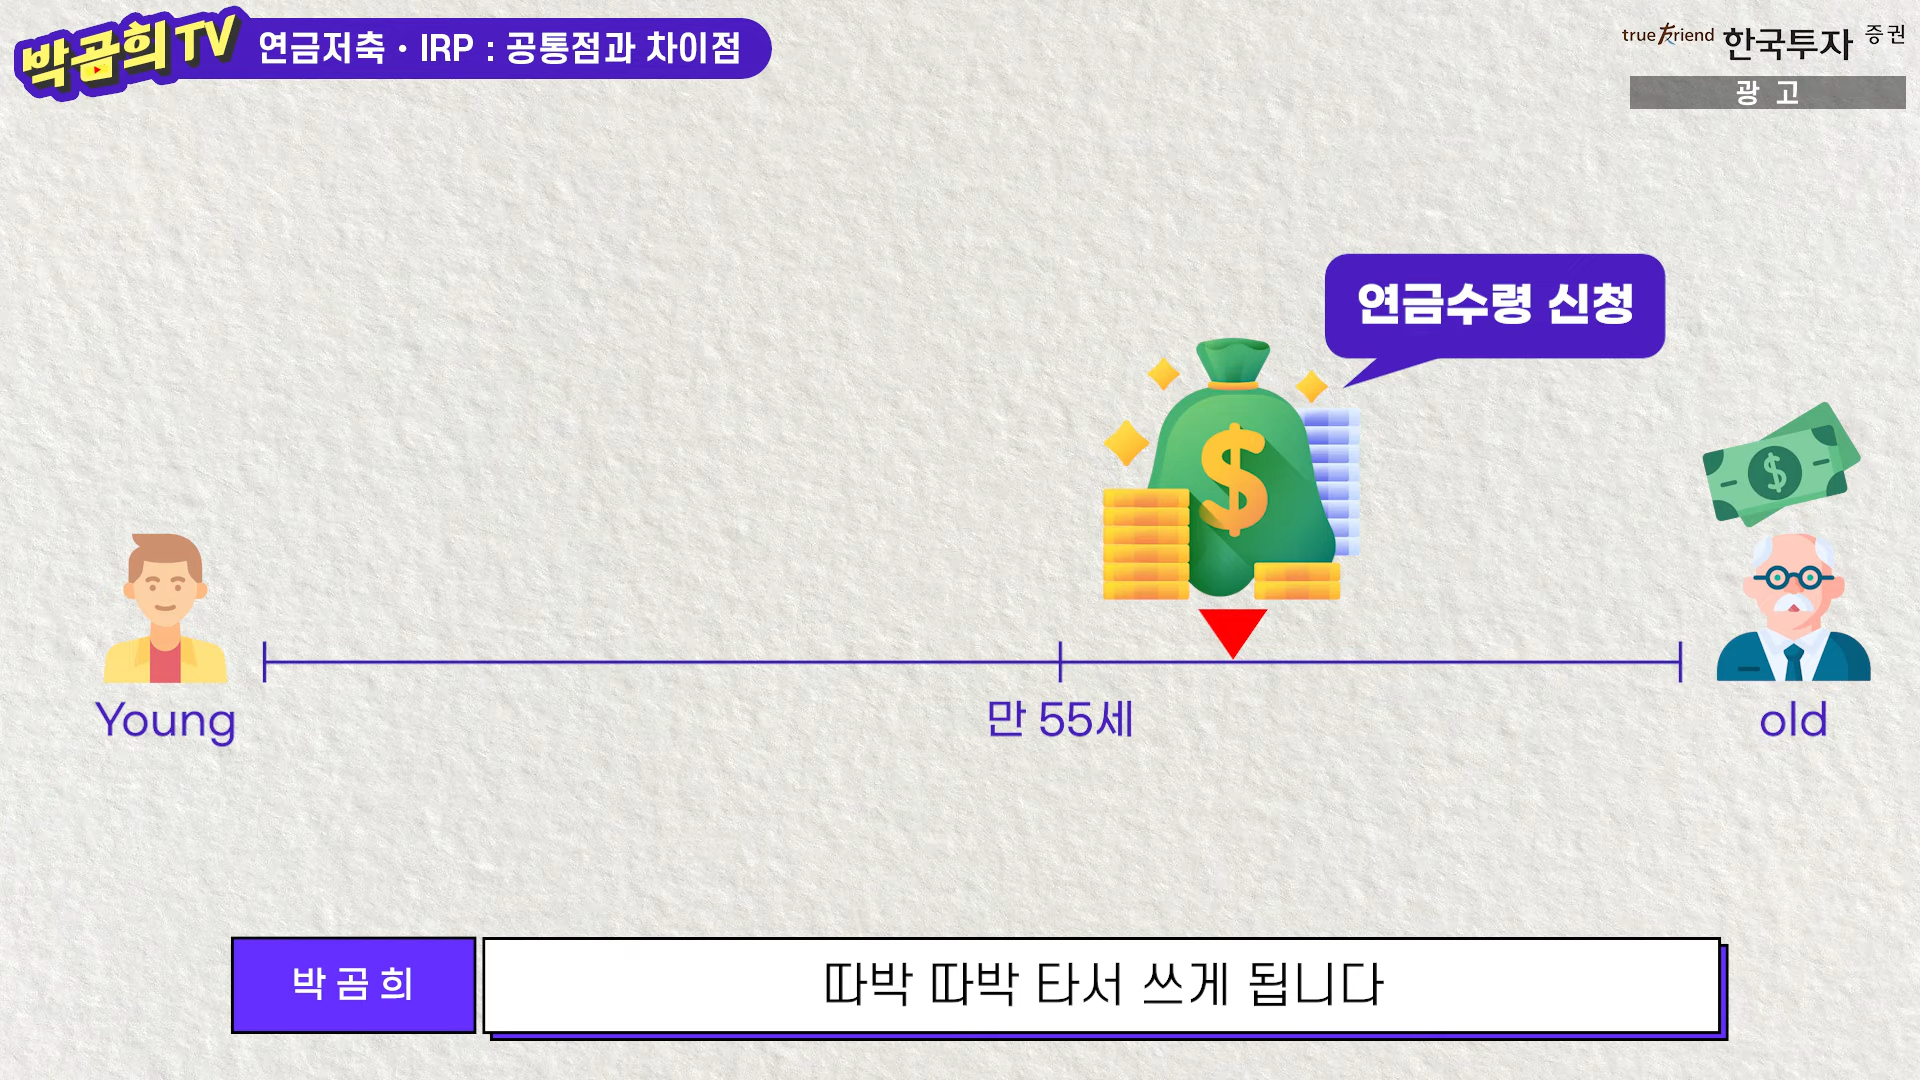 박곰희TV
연금저축 · IRP : 공통점과 차이점
true friend 한국투자 증권
광 고
연금수령 신청
$
$
Young
만 55세
old
박곰희
따박 따박 타서 쓰게 됩니다